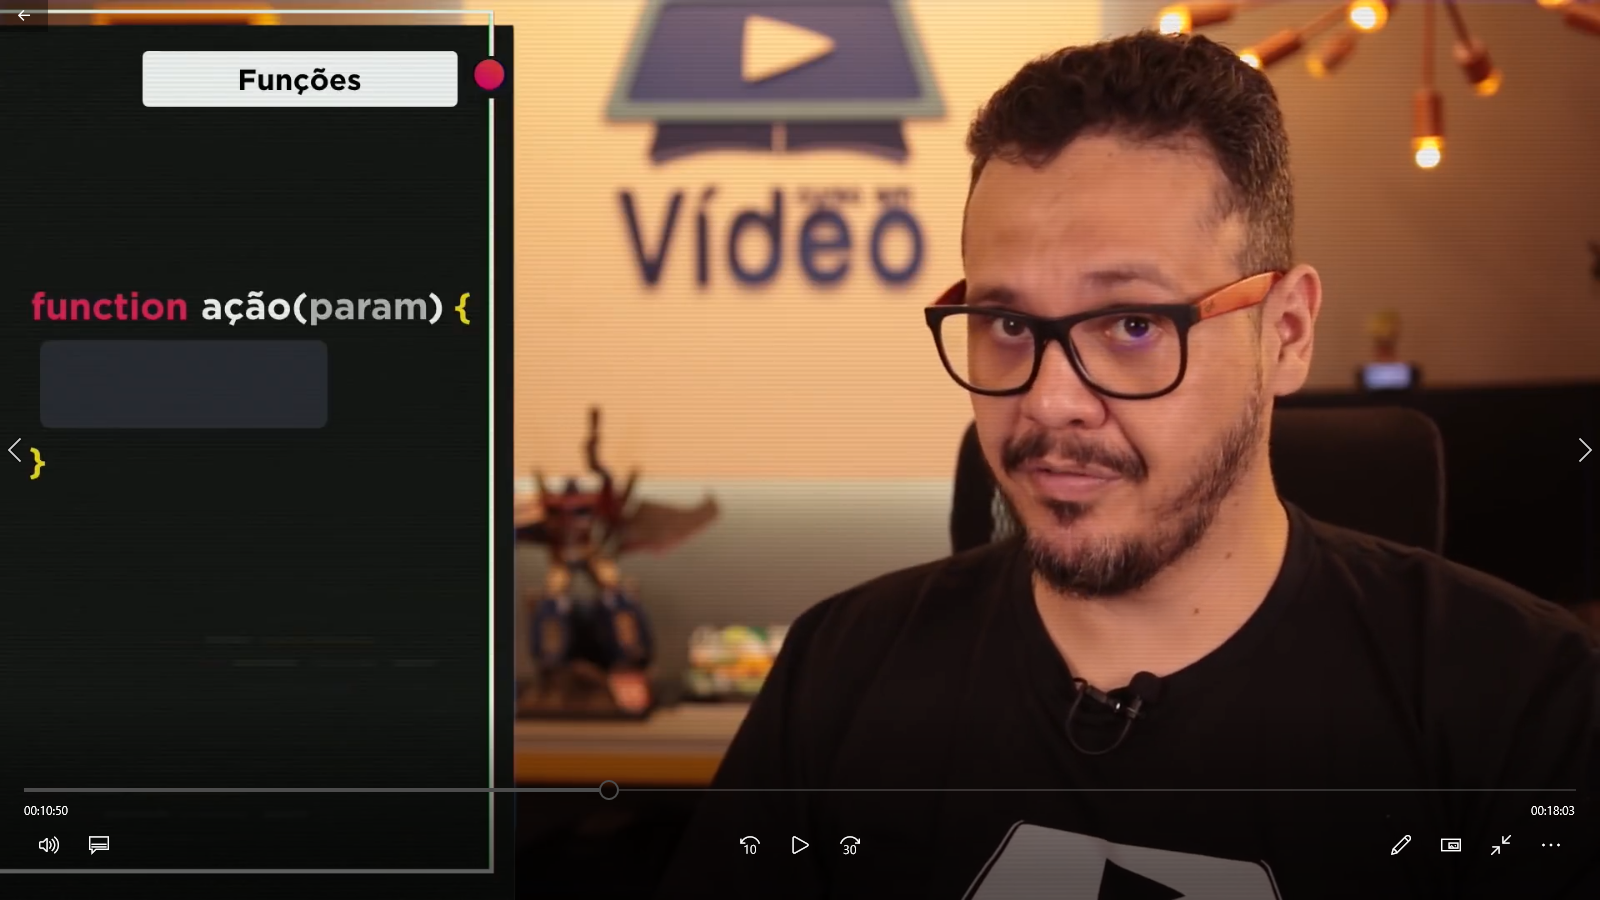 Funções
function ação(param) {
}
Vídeo
00:10:50
00:18:03
10
30